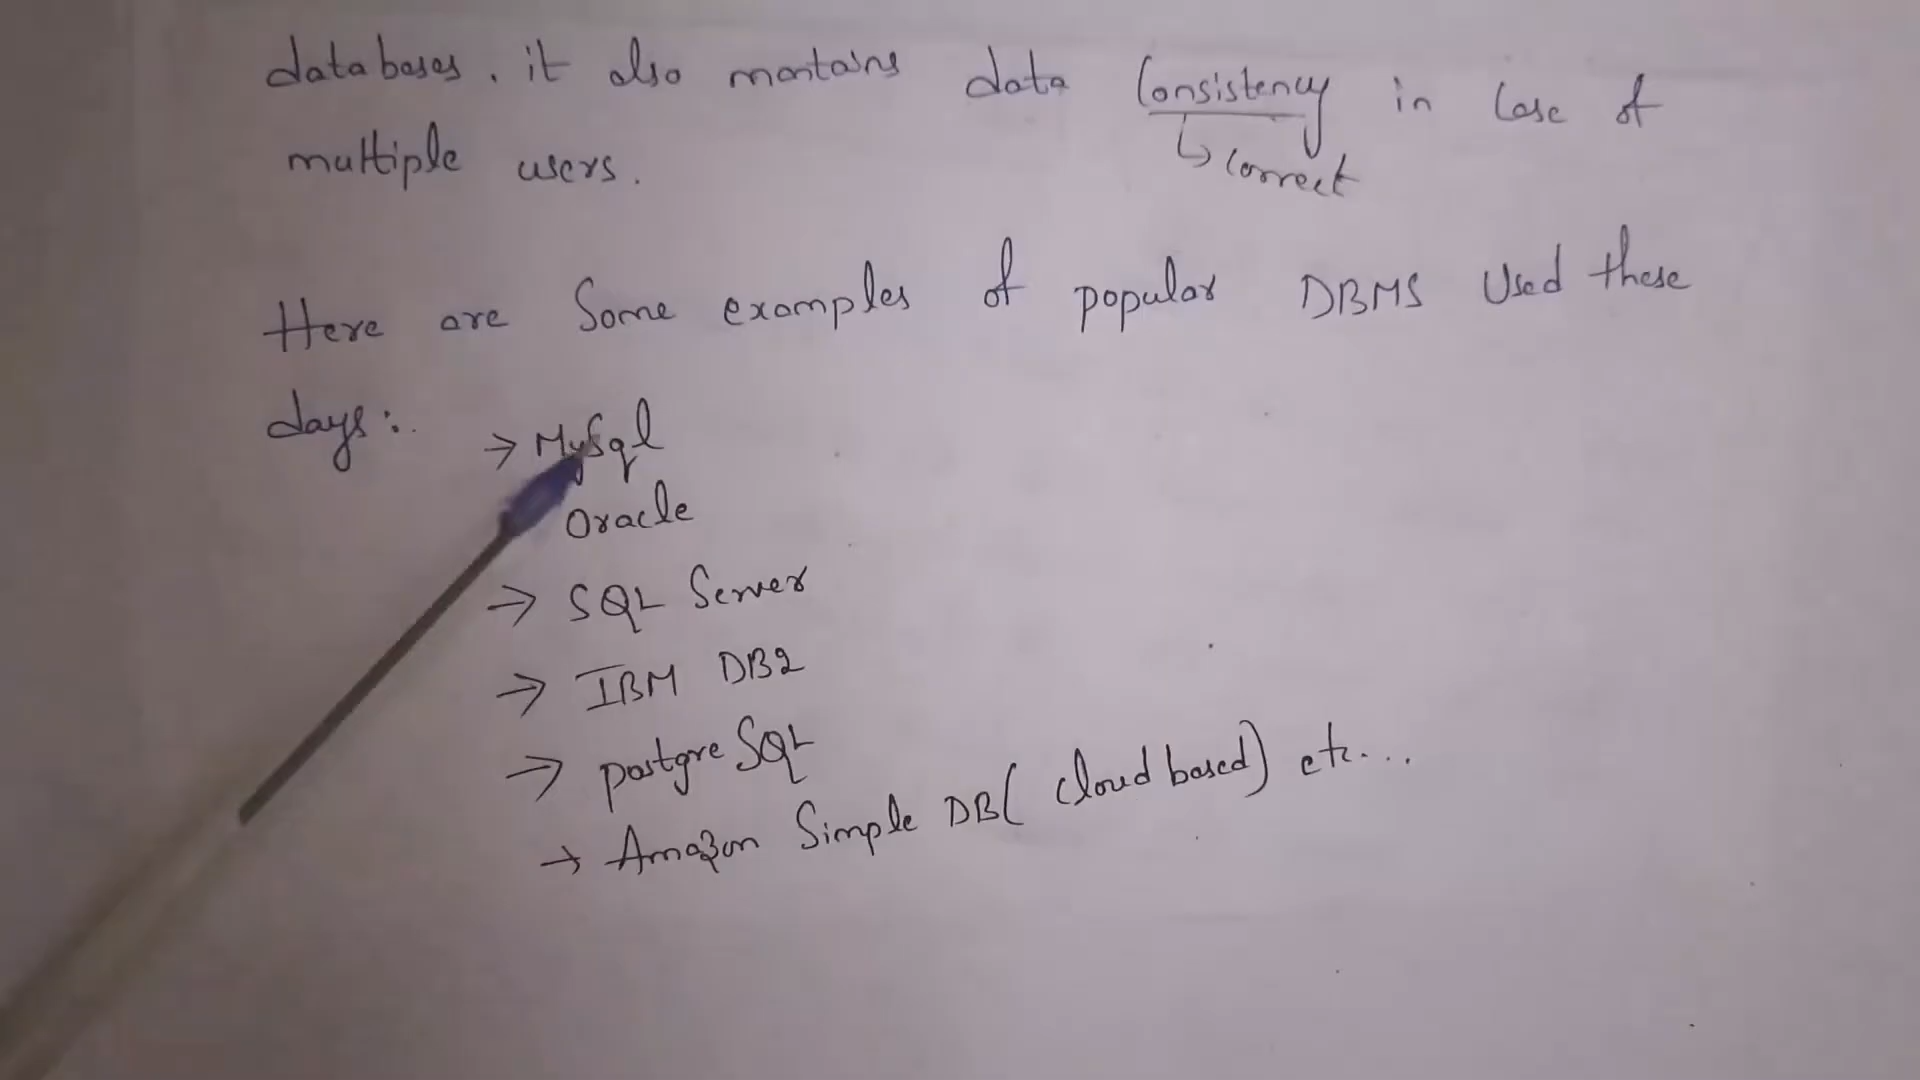 databases. it also mantains data Consistency in Case of
↳ correct
multiple users.
Here are Some examples of popular DBMS Used these
days:
→ MySql
Oracle
→ SQL Server
→ IBM DB2
→ postgre SQL
→ Amazon Simple DB( cloud based) etc....